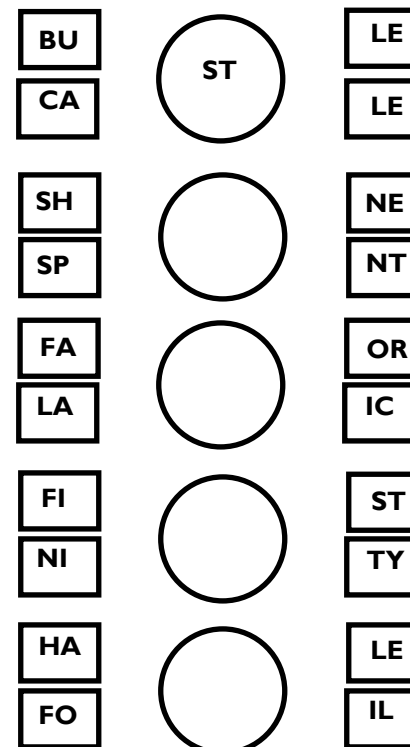 BU ST LE
CA LE
SH NE
SP NT
FA OR
LA IC
FI ST
NI TY
HA LE
FO IL